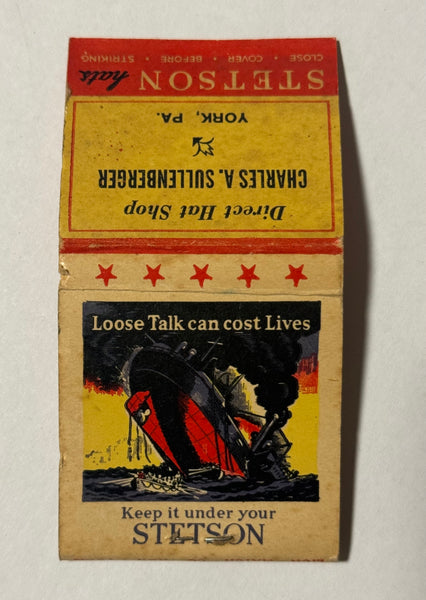 CLOSE • COVER • BEFORE • STRIKING
STETSON hats
YORK, PA.
CHARLES A. SULLENBERGER
Direct Hat Shop
Loose Talk can cost Lives
Keep it under your
STETSON